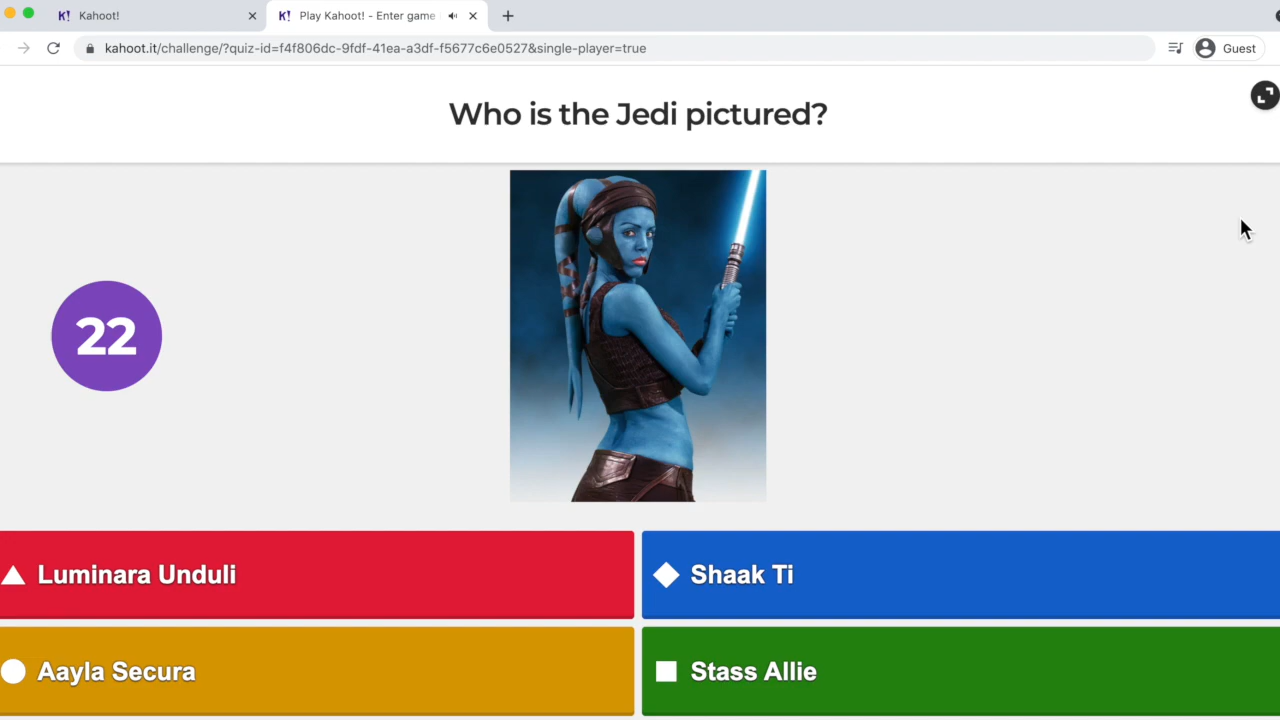 K! Kahoot!
K! Play Kahoot! - Enter game
kahoot.it/challenge/?quiz-id=f4f806dc-9fdf-41ea-a3df-f5677c6e0527&single-player=true
Guest
Who is the Jedi pictured?
22
Luminara Unduli
Shaak Ti
Aayla Secura
Stass Allie